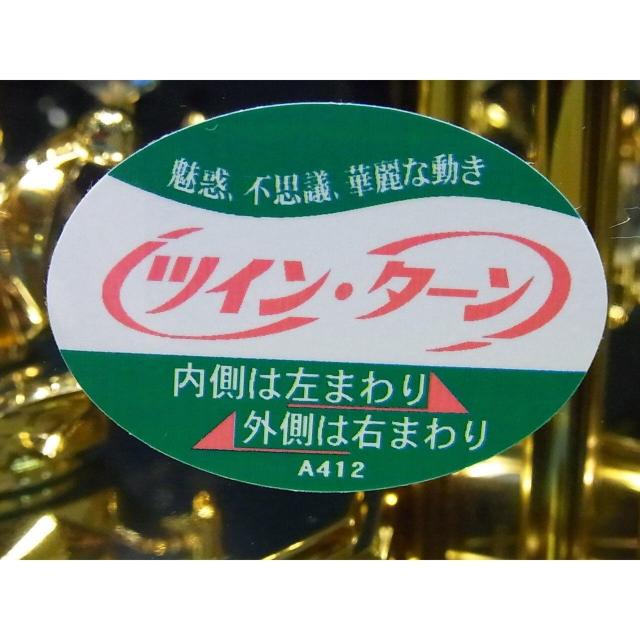 魅惑、不思議、華麗な動き
ツイン・ターン
内側は左まわり
外側は右まわり
A412